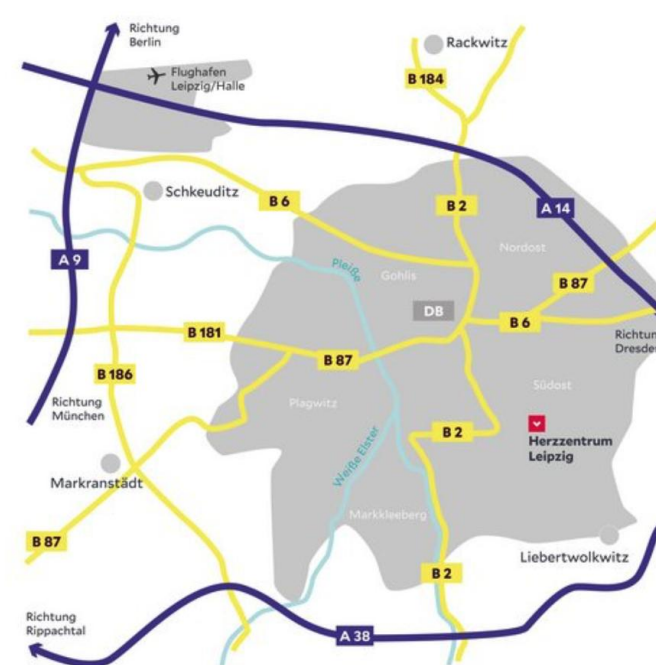 Richtung
Berlin
Rackwitz
Flughafen
Leipzig/Halle
B 184
Schkeuditz
B 6
B 2
A 14
Nordost
A 9
Pleiße
Gohlis
B 87
DB
B 6
B 181
Richtung
Dresden
B 87
B 186
Südost
Richtung
München
Plagwitz
B 2
Herzzentrum
Leipzig
Weiße Elster
Markranstädt
Markkleeberg
B 87
Liebertwolkwitz
B 2
Richtung
Rippachtal
A 38